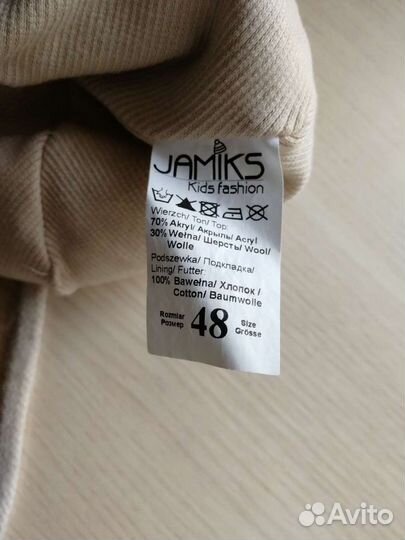 JAMIKS
Kids fashion
Wierzch/ Топ/ Top:
70% Akryl/ Акрыль/ Acryl
30% Wełna/ Шерсть/ Wool/
Wolle
Podszewka/ Подкладка/
Lining/ Futter:
100% Bawełna/ Хлопок /
Cotton/ Baumwolle
Rozmiar
Размер
48
Size
Grösse
Avito